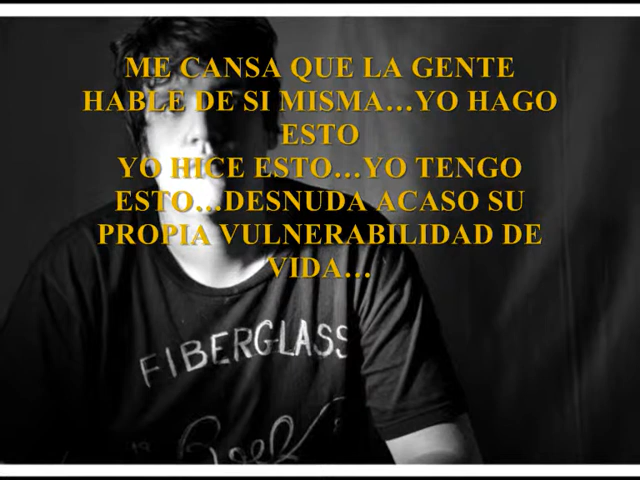 ME CANSA QUE LA GENTE
HABLE DE SI MISMA...YO HAGO
ESTO
YO HICE ESTO...YO TENGO
ESTO...DESNUDA ACASO SU
PROPIA VULNERABILIDAD DE
VIDA...
FIBERGLASS